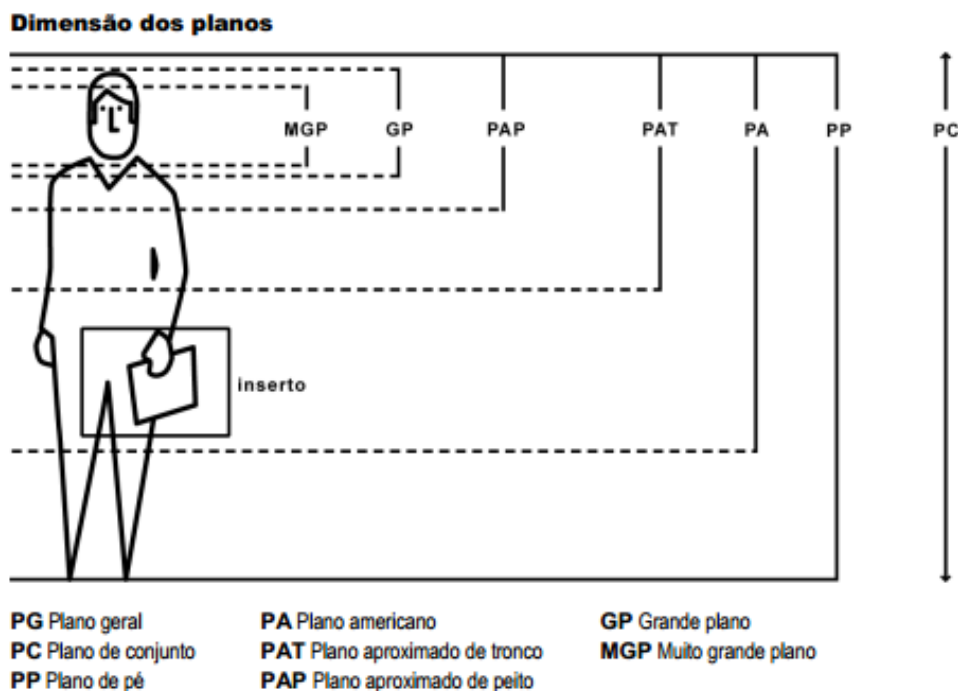 Dimensão dos planos
MGP GP PAP PAT PA PP PC
inserto
PG Plano geral PA Plano americano GP Grande plano
PC Plano de conjunto PAT Plano aproximado de tronco MGP Muito grande plano
PP Plano de pé PAP Plano aproximado de peito